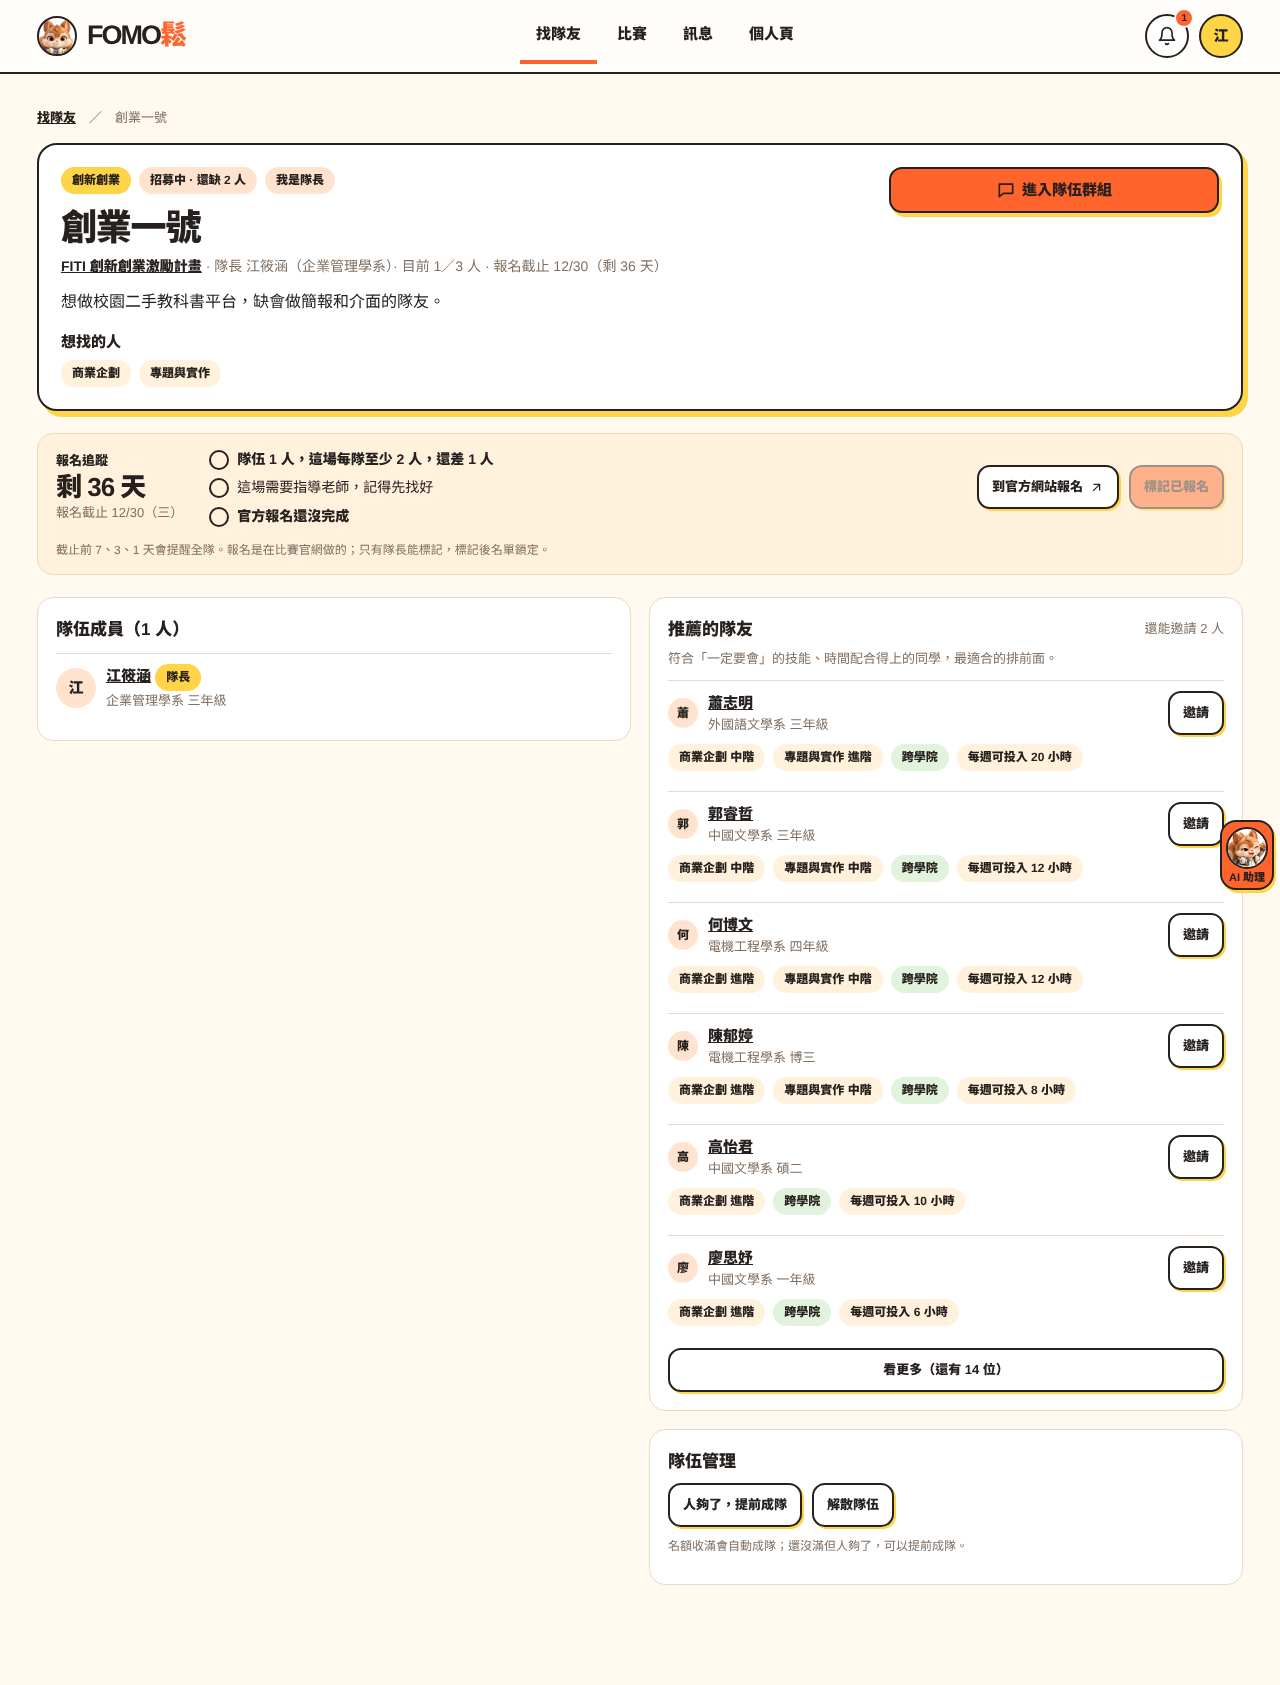 FOMO鬆
找隊友 比賽 訊息 個人頁
1
江
找隊友 ／ 創業一號
創新創業 招募中 · 還缺 2 人 我是隊長
進入隊伍群組
創業一號
FITI 創新創業激勵計畫 · 隊長 江筱涵（企業管理學系） · 目前 1／3 人 · 報名截止 12/30（剩 36 天）
想做校園二手教科書平台，缺會做簡報和介面的隊友。
想找的人
商業企劃 專題與實作
報名追蹤
剩 36 天
報名截止 12/30（三）
隊伍 1 人，這場每隊至少 2 人，還差 1 人
這場需要指導老師，記得先找好
官方報名還沒完成
到官方網站報名
標記已報名
截止前 7、3、1 天會提醒全隊。報名是在比賽官網做的；只有隊長能標記，標記後名單鎖定。
隊伍成員（1 人）
江
江筱涵 隊長
企業管理學系 三年級
推薦的隊友
還能邀請 2 人
符合「一定要會」的技能、時間配合得上的同學，最適合的排前面。
蕭
蕭志明
外國語文學系 三年級
邀請
商業企劃 中階 專題與實作 進階 跨學院 每週可投入 20 小時
郭
郭睿哲
中國文學系 三年級
邀請
商業企劃 中階 專題與實作 中階 跨學院 每週可投入 12 小時
何
何博文
電機工程學系 四年級
邀請
商業企劃 進階 專題與實作 中階 跨學院 每週可投入 12 小時
陳
陳郁婷
電機工程學系 博三
邀請
商業企劃 進階 專題與實作 中階 跨學院 每週可投入 8 小時
高
高怡君
中國文學系 碩二
邀請
商業企劃 進階 跨學院 每週可投入 10 小時
廖
廖思妤
中國文學系 一年級
邀請
商業企劃 進階 跨學院 每週可投入 6 小時
看更多（還有 14 位）
AI 助理
隊伍管理
人夠了，提前成隊 解散隊伍
名額收滿會自動成隊；還沒滿但人夠了，可以提前成隊。